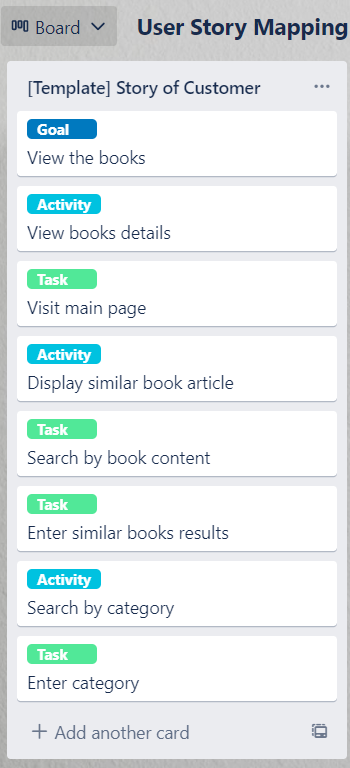 Board
User Story Mapping
[Template] Story of Customer
Goal
View the books
Activity
View books details
Task
Visit main page
Activity
Display similar book article
Task
Search by book content
Task
Enter similar books results
Activity
Search by category
Task
Enter category
+ Add another card